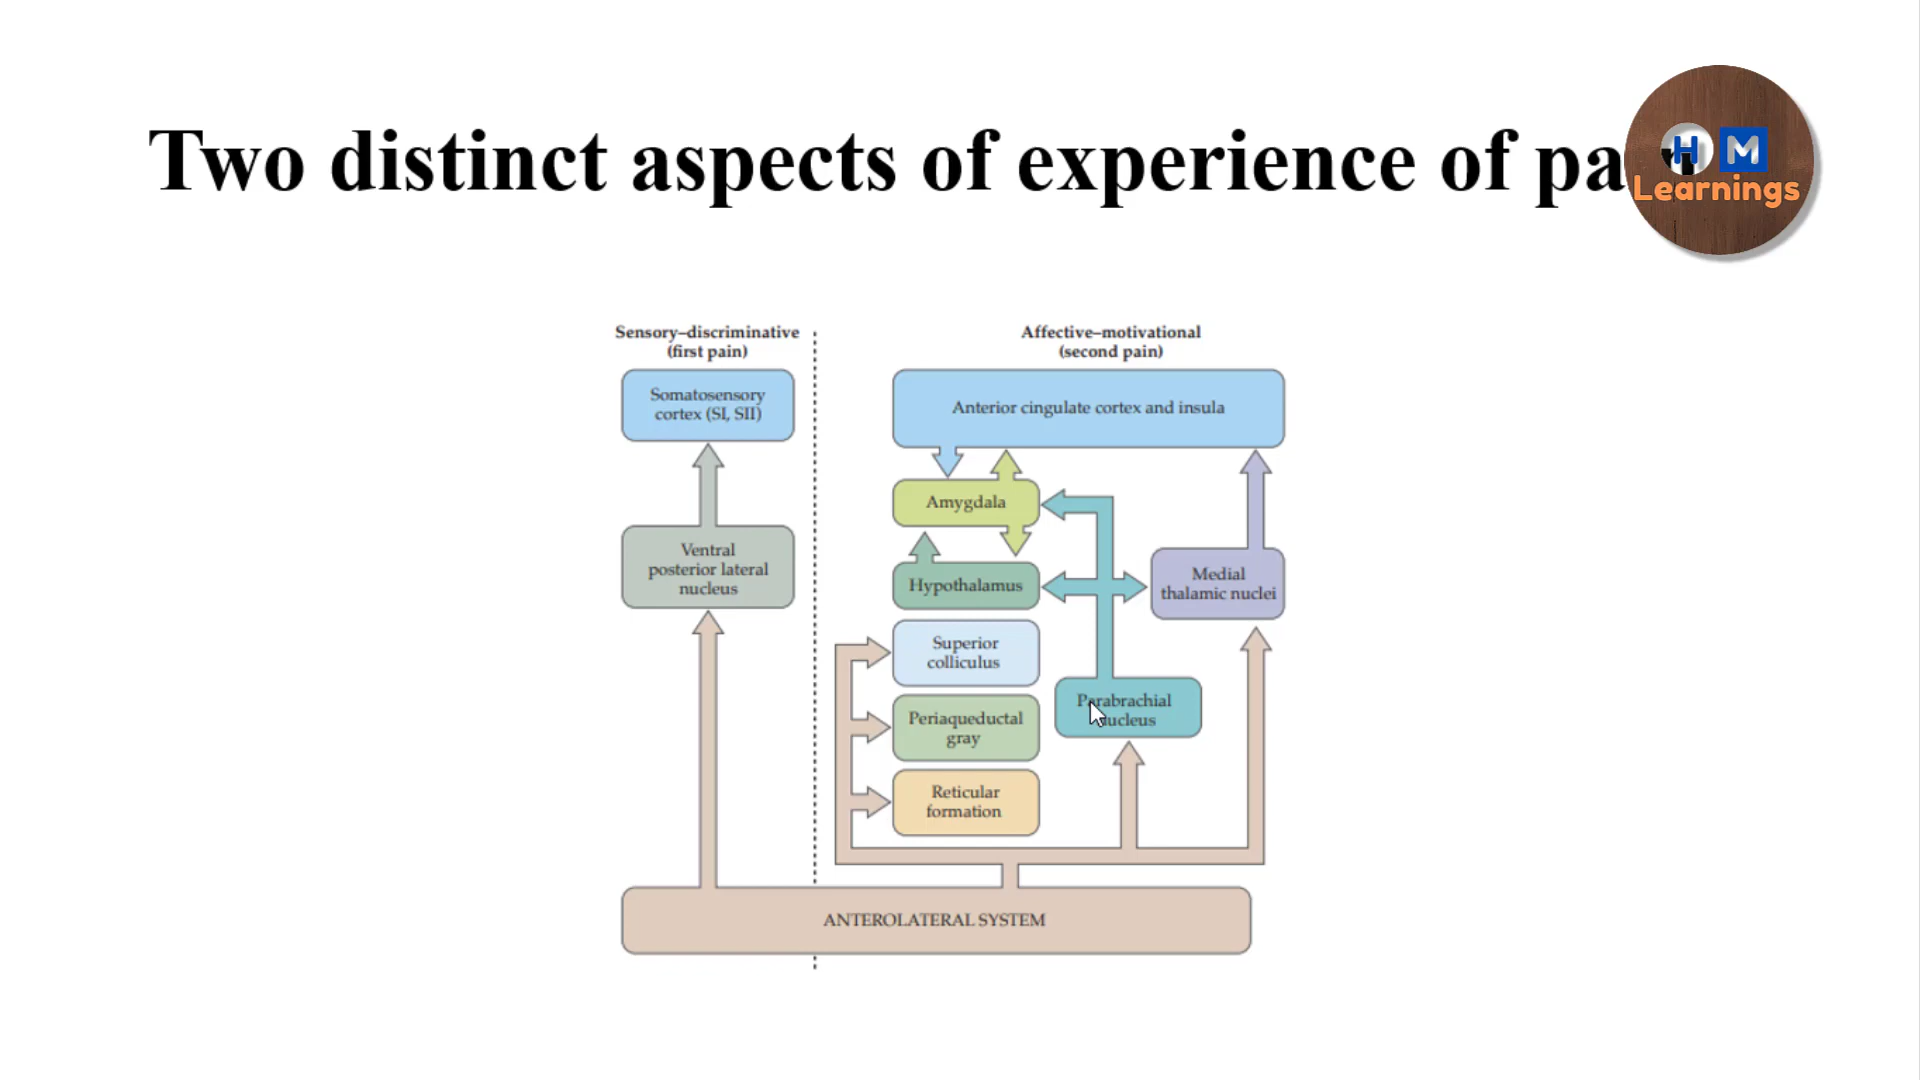 Two distinct aspects of experience of pa
H M
Learnings
Sensory–discriminative
(first pain)
Affective–motivational
(second pain)
Somatosensory
cortex (SI, SII)
Anterior cingulate cortex and insula
Amygdala
Ventral
posterior lateral
nucleus
Hypothalamus
Medial
thalamic nuclei
Superior
colliculus
Parabrachial
nucleus
Periaqueductal
gray
Reticular
formation
ANTEROLATERAL SYSTEM